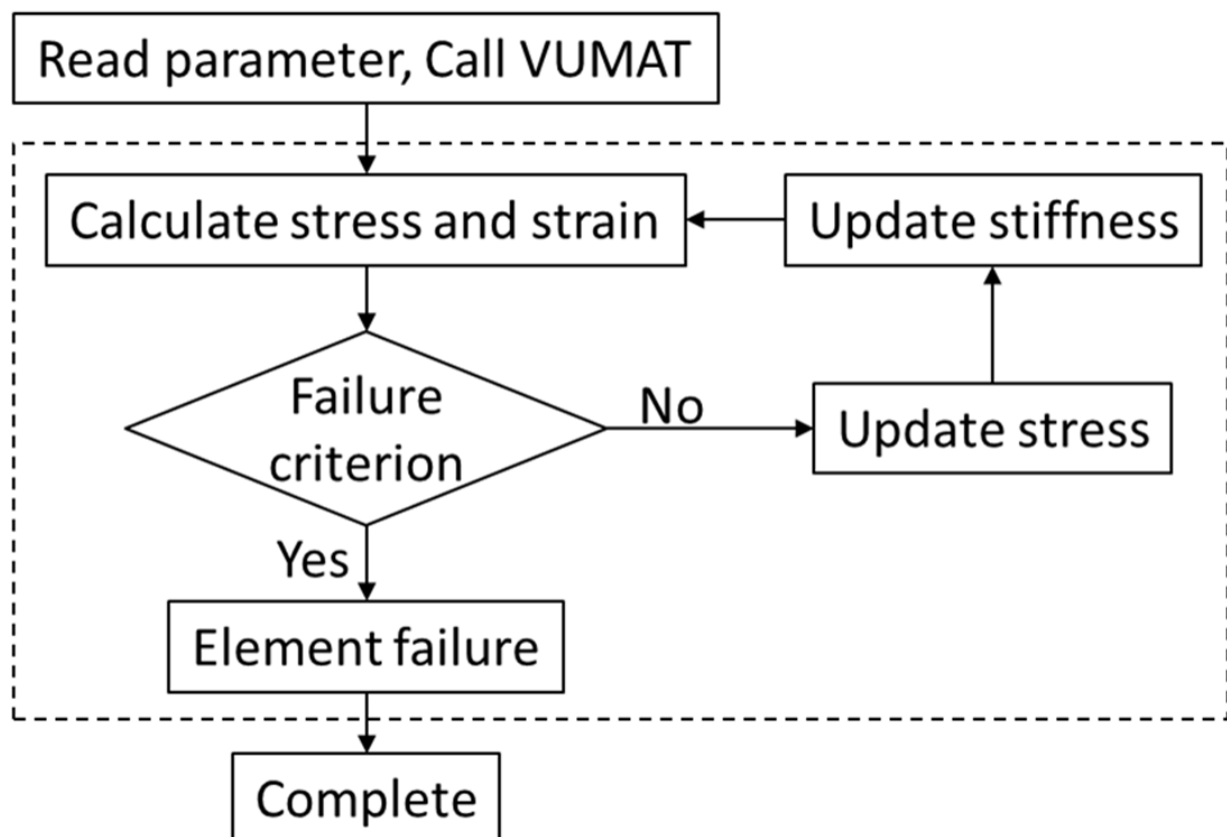 Read parameter, Call VUMAT
Calculate stress and strain
Update stiffness
Failure
criterion
No
Update stress
Yes
Element failure
Complete